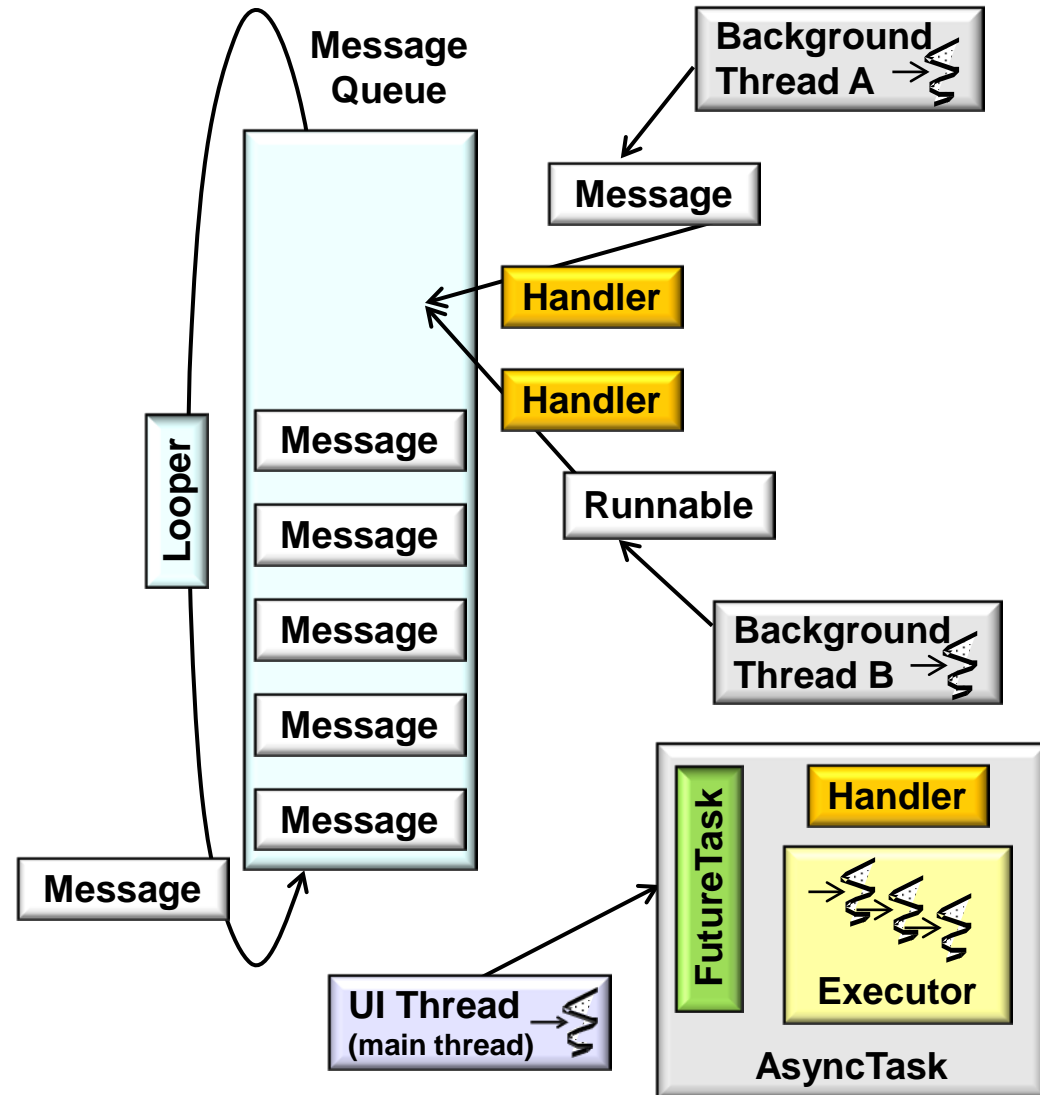 Message
Queue
Background
Thread A
Message
Handler
Handler
Message
Looper
Runnable
Message
Message
Background
Thread B
Message
Message
Message
FutureTask
Handler
Executor
UI Thread
(main thread)
AsyncTask